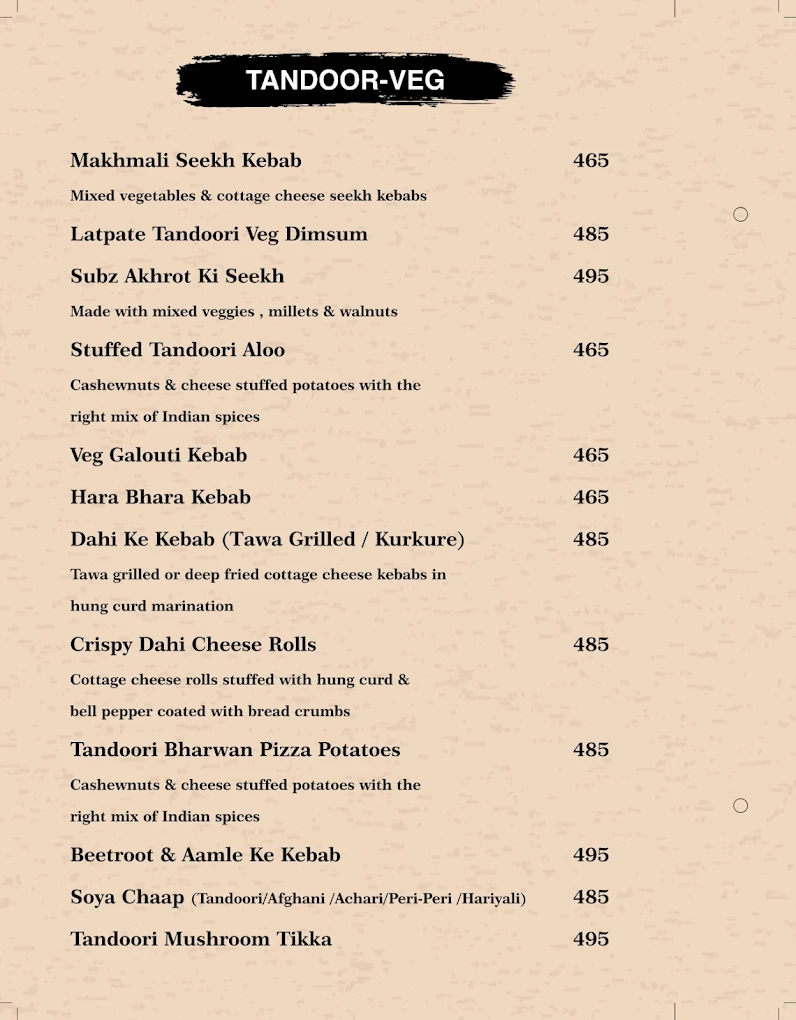 TANDOOR-VEG
Makhmali Seekh Kebab 465
Mixed vegetables & cottage cheese seekh kebabs
Latpate Tandoori Veg Dimsum 485
Subz Akhrot Ki Seekh 495
Made with mixed veggies , millets & walnuts
Stuffed Tandoori Aloo 465
Cashewnuts & cheese stuffed potatoes with the
right mix of Indian spices
Veg Galouti Kebab 465
Hara Bhara Kebab 465
Dahi Ke Kebab (Tawa Grilled / Kurkure) 485
Tawa grilled or deep fried cottage cheese kebabs in
hung curd marination
Crispy Dahi Cheese Rolls 485
Cottage cheese rolls stuffed with hung curd &
bell pepper coated with bread crumbs
Tandoori Bharwan Pizza Potatoes 485
Cashewnuts & cheese stuffed potatoes with the
right mix of Indian spices
Beetroot & Aamle Ke Kebab 495
Soya Chaap (Tandoori/Afghani /Achari/Peri-Peri /Hariyali) 485
Tandoori Mushroom Tikka 495